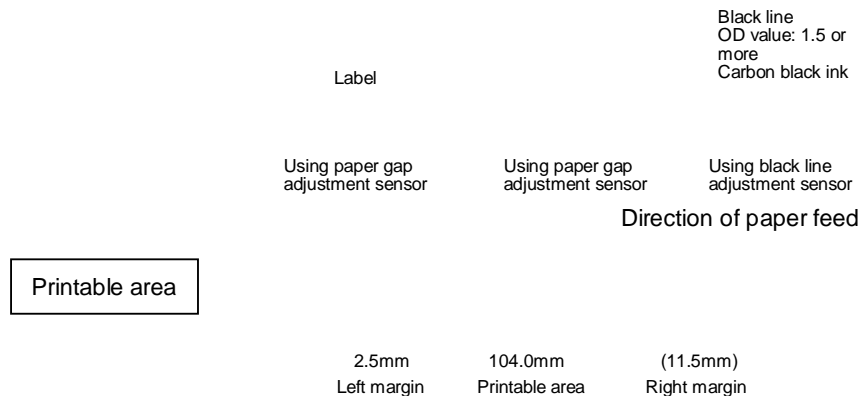 Black line
OD value: 1.5 or
more
Carbon black ink
Label
Using paper gap
adjustment sensor
Using paper gap
adjustment sensor
Using black line
adjustment sensor
Direction of paper feed
Printable area
2.5mm
104.0mm
(11.5mm)
Left margin
Printable area
Right margin